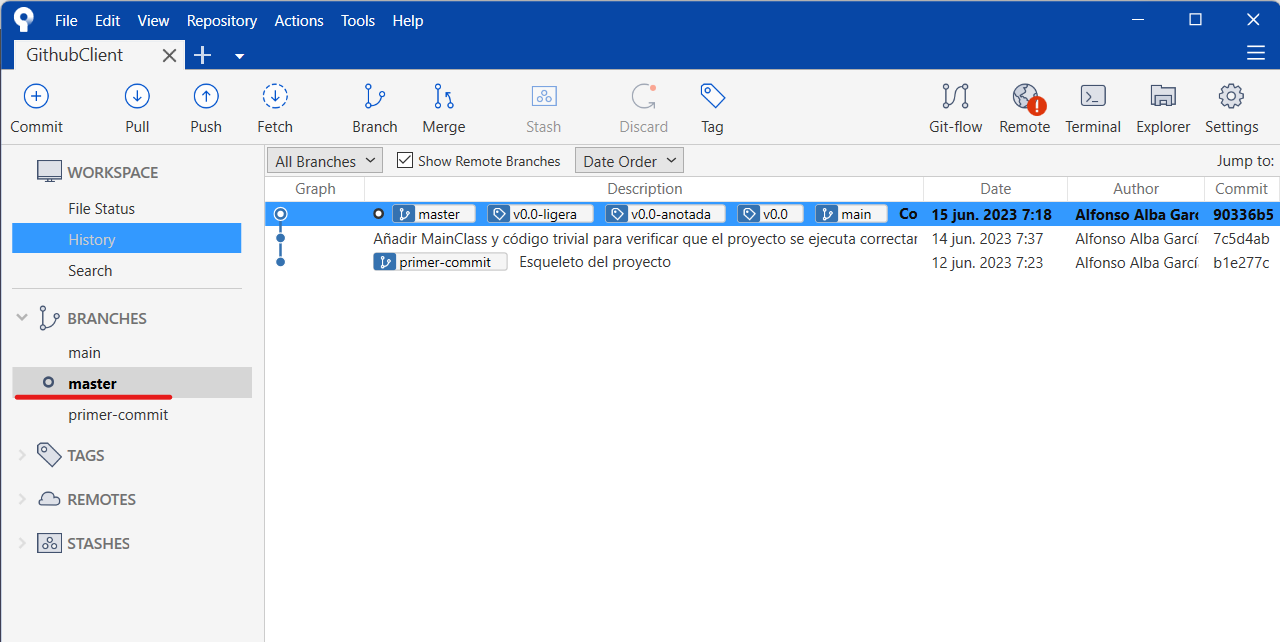 File Edit View Repository Actions Tools Help
GithubClient
Commit Pull Push Fetch Branch Merge Stash Discard Tag Git-flow Remote Terminal Explorer Settings
WORKSPACE
File Status
History
Search
BRANCHES
main
master
primer-commit
TAGS
REMOTES
STASHES
All Branches Show Remote Branches Date Order Jump to:
Graph Description Date Author Commit
master v0.0-ligera v0.0-anotada v0.0 main Co 15 jun. 2023 7:18 Alfonso Alba Garc 90336b5
Añadir MainClass y código trivial para verificar que el proyecto se ejecuta correctar 14 jun. 2023 7:37 Alfonso Alba Garcí 7c5d4ab
primer-commit Esqueleto del proyecto 12 jun. 2023 7:23 Alfonso Alba Garcí b1e277c